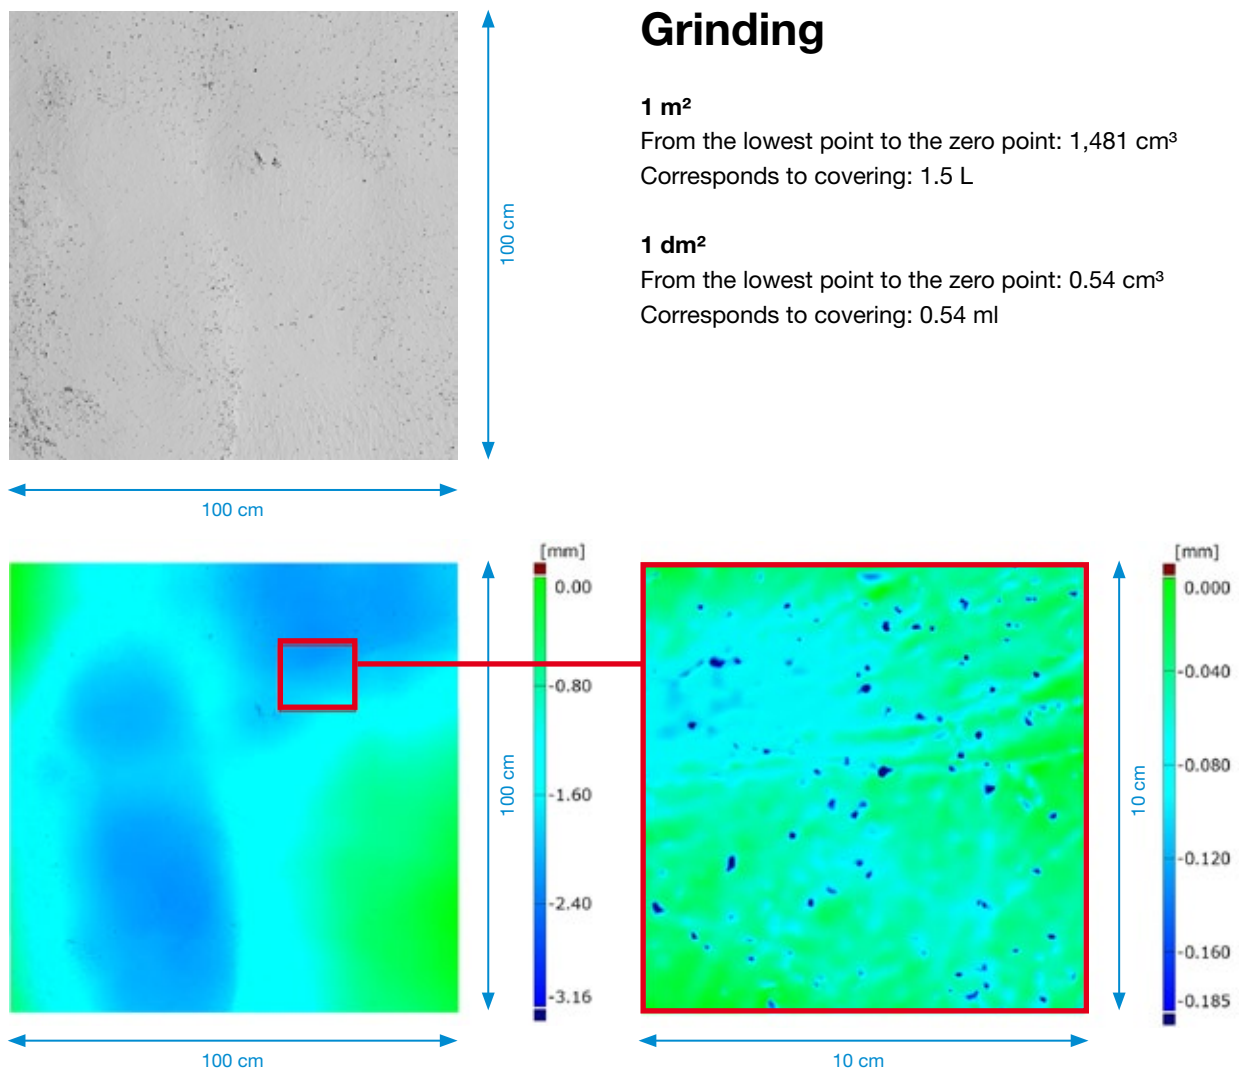 Grinding
1 m²
From the lowest point to the zero point: 1,481 cm³
Corresponds to covering: 1.5 L
1 dm²
From the lowest point to the zero point: 0.54 cm³
Corresponds to covering: 0.54 ml
100 cm
100 cm
[mm]
0.00
-0.80
-1.60
-2.40
-3.16
100 cm
100 cm
[mm]
0.000
-0.040
-0.080
-0.120
-0.160
-0.185
10 cm
10 cm